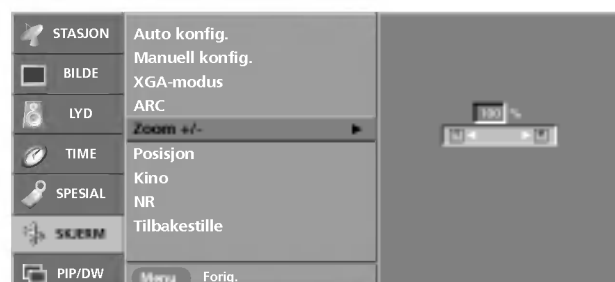 STASJON
BILDE
LYD
TIME
SPESIAL
SKJERM
PIP/DW
Auto konfig.
Manuell konfig.
XGA-modus
ARC
Zoom +/-
Posisjon
Kino
NR
Tilbakestille
Menu Forig.
100 %